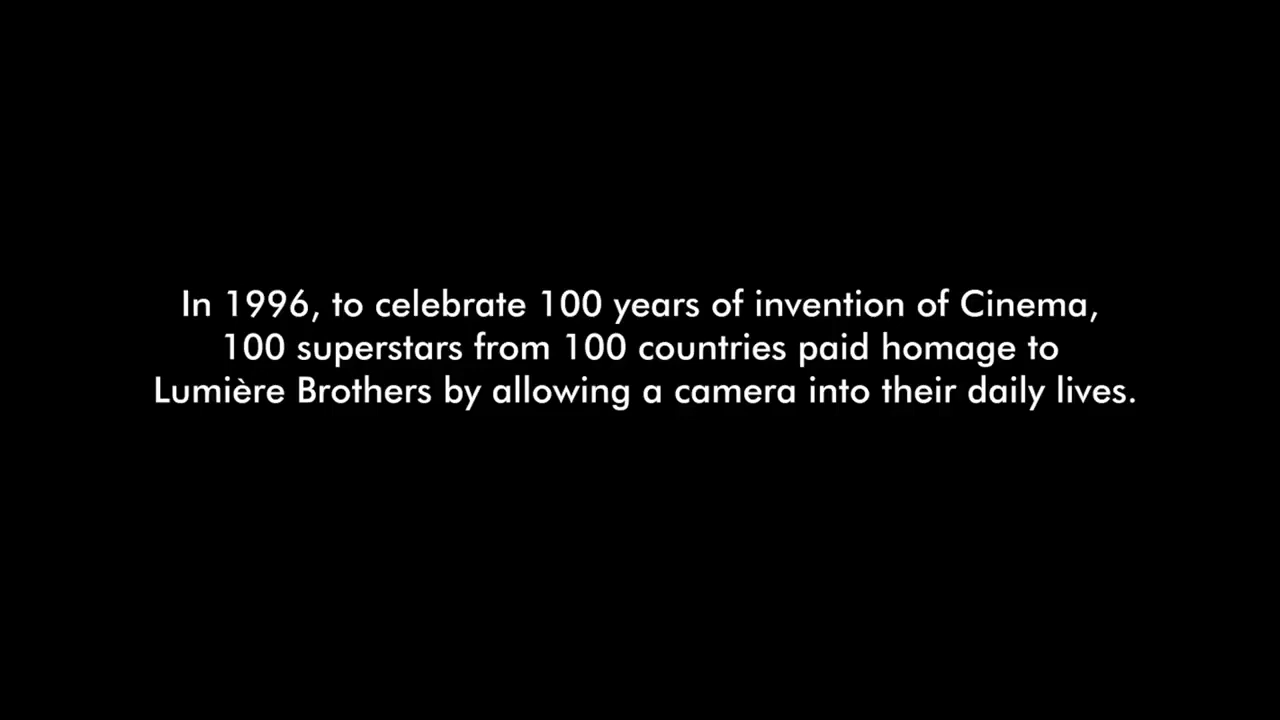 In 1996, to celebrate 100 years of invention of Cinema,
100 superstars from 100 countries paid homage to
Lumière Brothers by allowing a camera into their daily lives.